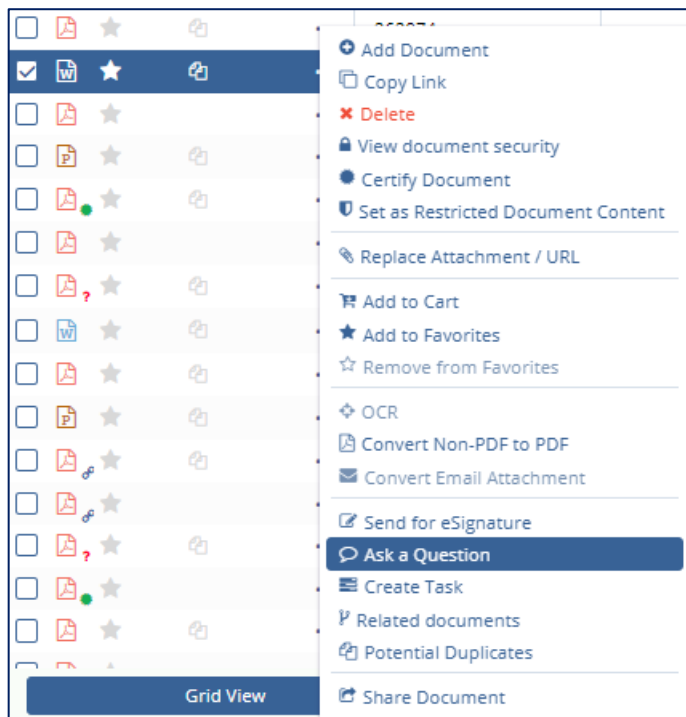 Add Document
Copy Link
Delete
View document security
Certify Document
Set as Restricted Document Content
Replace Attachment / URL
Add to Cart
Add to Favorites
Remove from Favorites
OCR
Convert Non-PDF to PDF
Convert Email Attachment
Send for eSignature
Ask a Question
Create Task
Related documents
Potential Duplicates
Grid View
Share Document